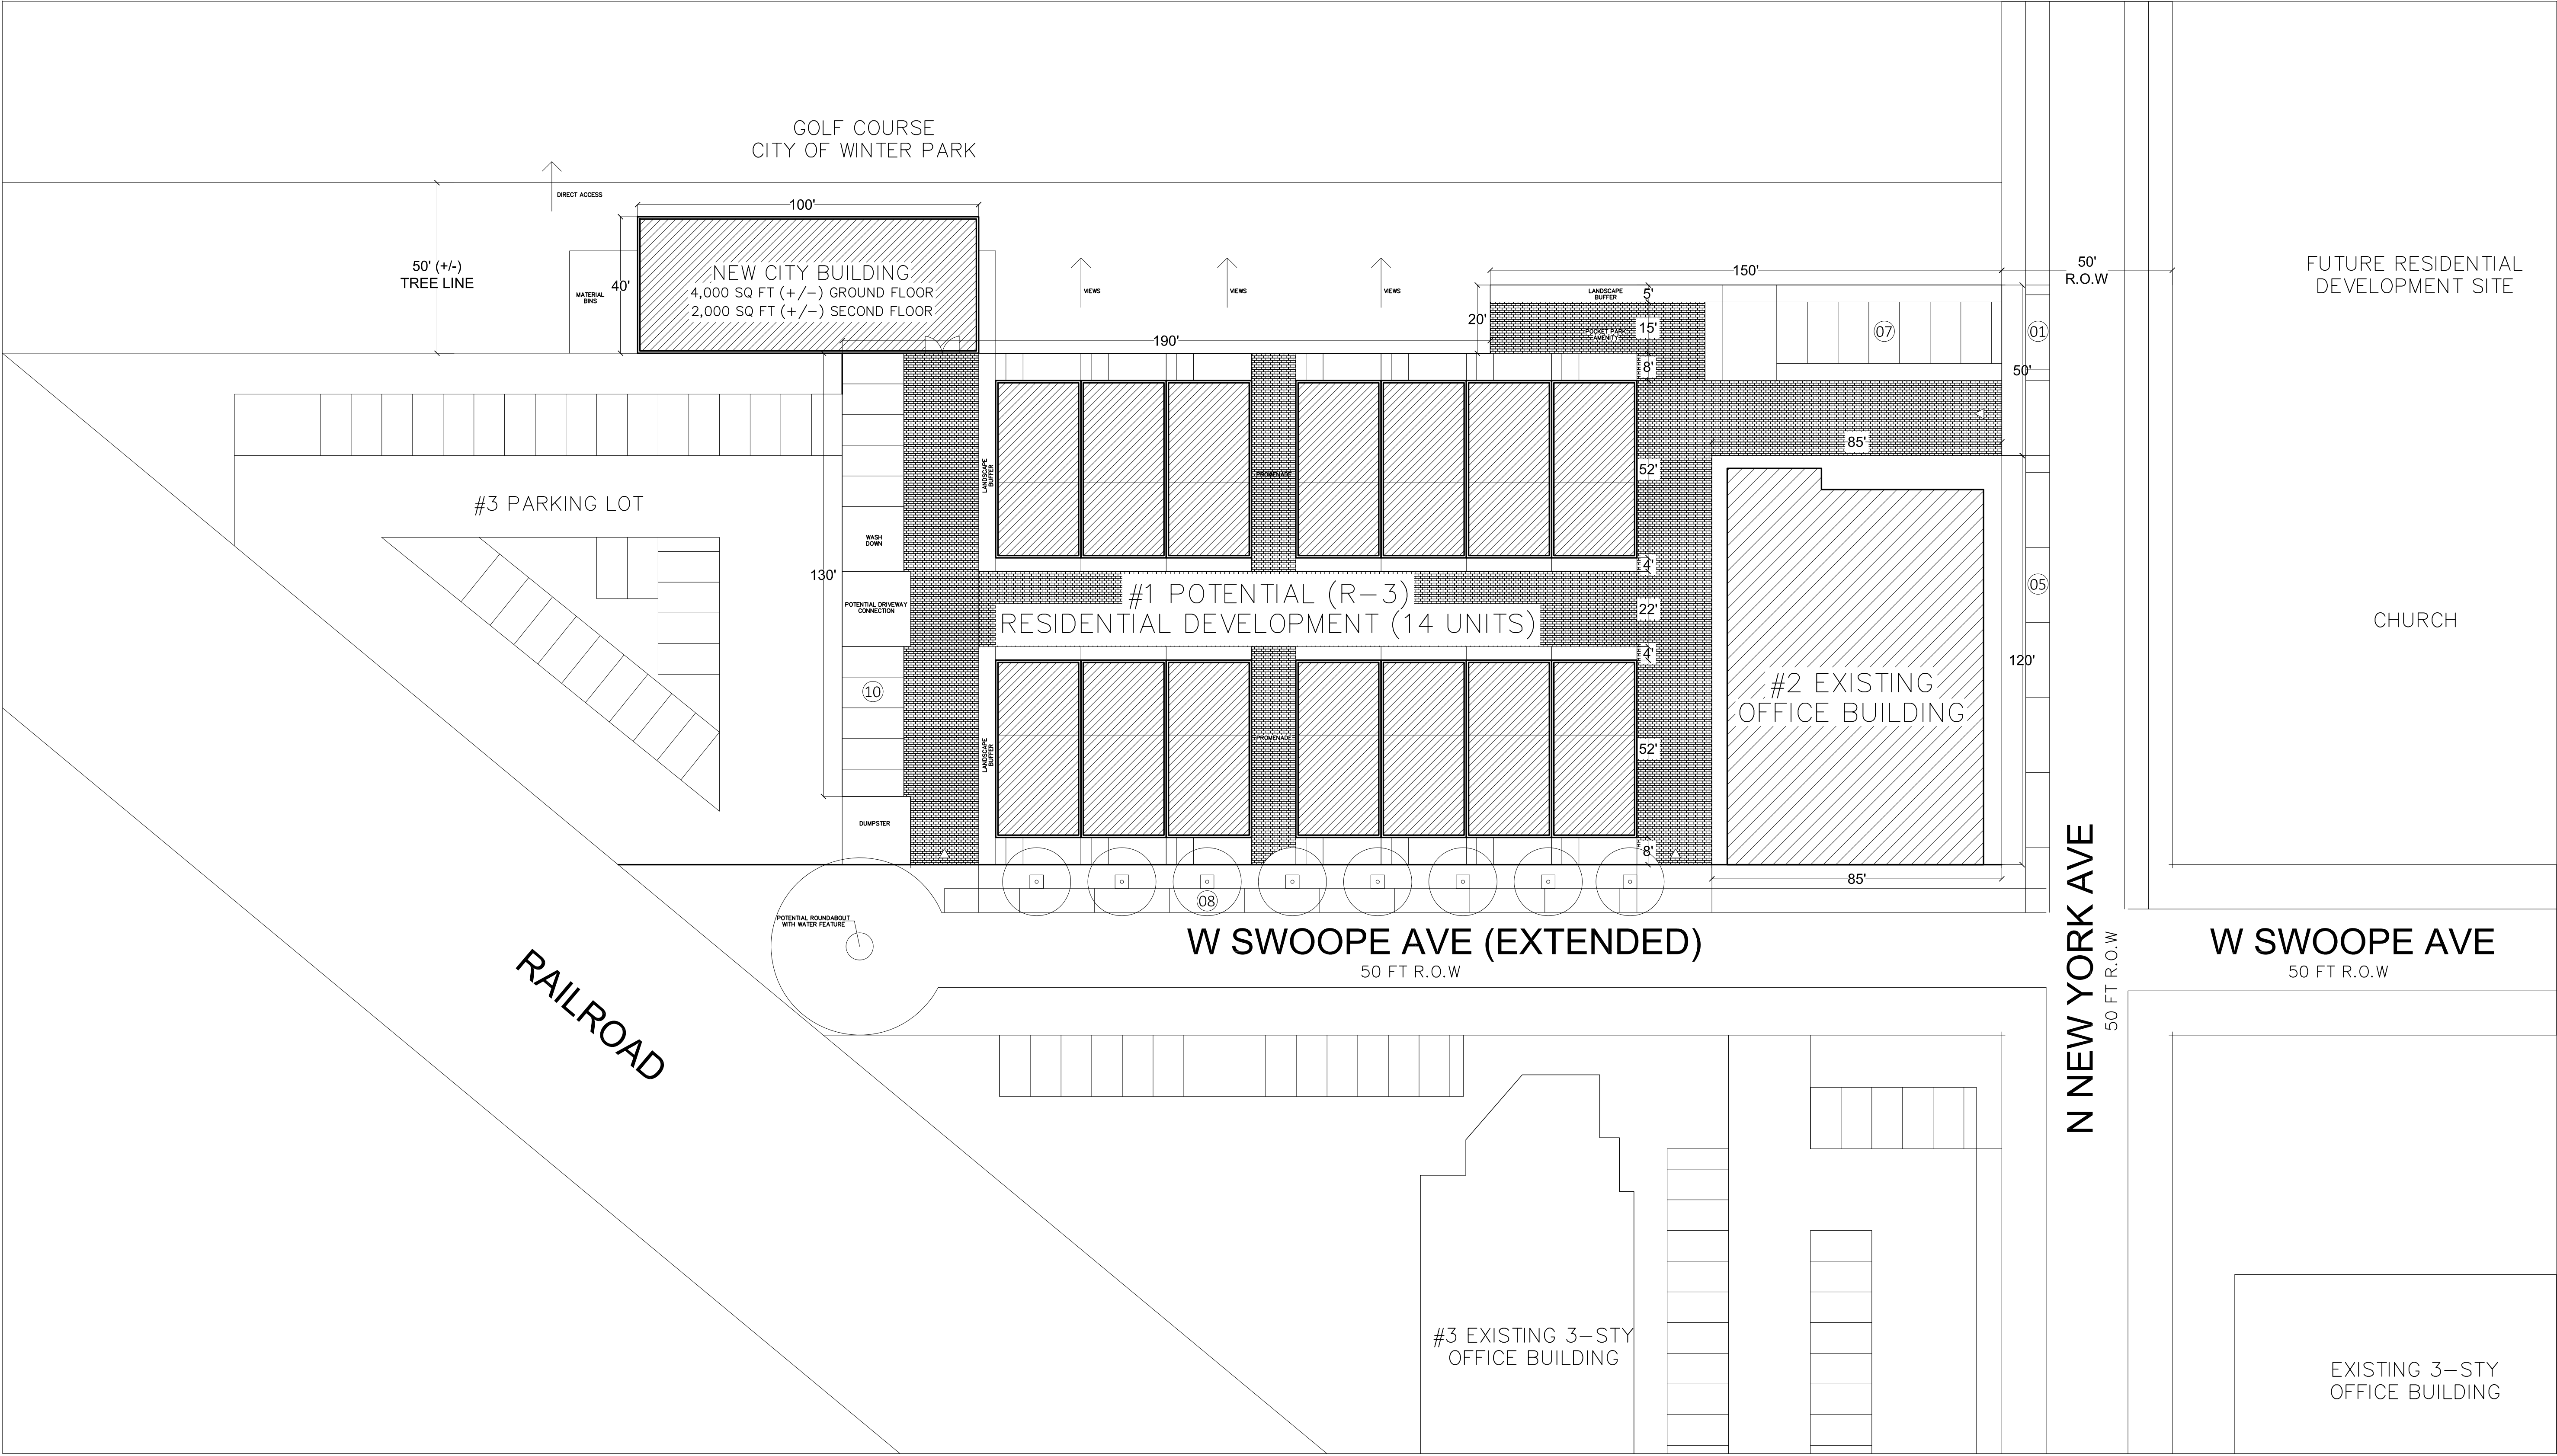 GOLF COURSE
CITY OF WINTER PARK
DIRECT ACCESS
100'
50' (+/-)
TREE LINE
MATERIAL
BINS
40'
NEW CITY BUILDING
4,000 SQ FT (+/-) GROUND FLOOR
2,000 SQ FT (+/-) SECOND FLOOR
VIEWS
VIEWS
VIEWS
150'
50'
R.O.W
FUTURE RESIDENTIAL
DEVELOPMENT SITE
LANDSCAPE
BUFFER
5'
20'
15'
POCKET PARK
AMENITY
07
01
190'
8'
50'
85'
#3 PARKING LOT
LANDSCAPE
BUFFER
PROMENADE
52'
WASH
DOWN
130'
4'
05
POTENTIAL DRIVEWAY
CONNECTION
#1 POTENTIAL (R-3)
RESIDENTIAL DEVELOPMENT (14 UNITS)
22'
CHURCH
4'
120'
10
#2 EXISTING
OFFICE BUILDING
LANDSCAPE
BUFFER
PROMENADE
52'
DUMPSTER
8'
85'
08
POTENTIAL ROUNDABOUT
WITH WATER FEATURE
RAILROAD
W SWOOPE AVE (EXTENDED)
50 FT R.O.W
N NEW YORK AVE
50 FT R.O.W
W SWOOPE AVE
50 FT R.O.W
#3 EXISTING 3-STY
OFFICE BUILDING
EXISTING 3-STY
OFFICE BUILDING